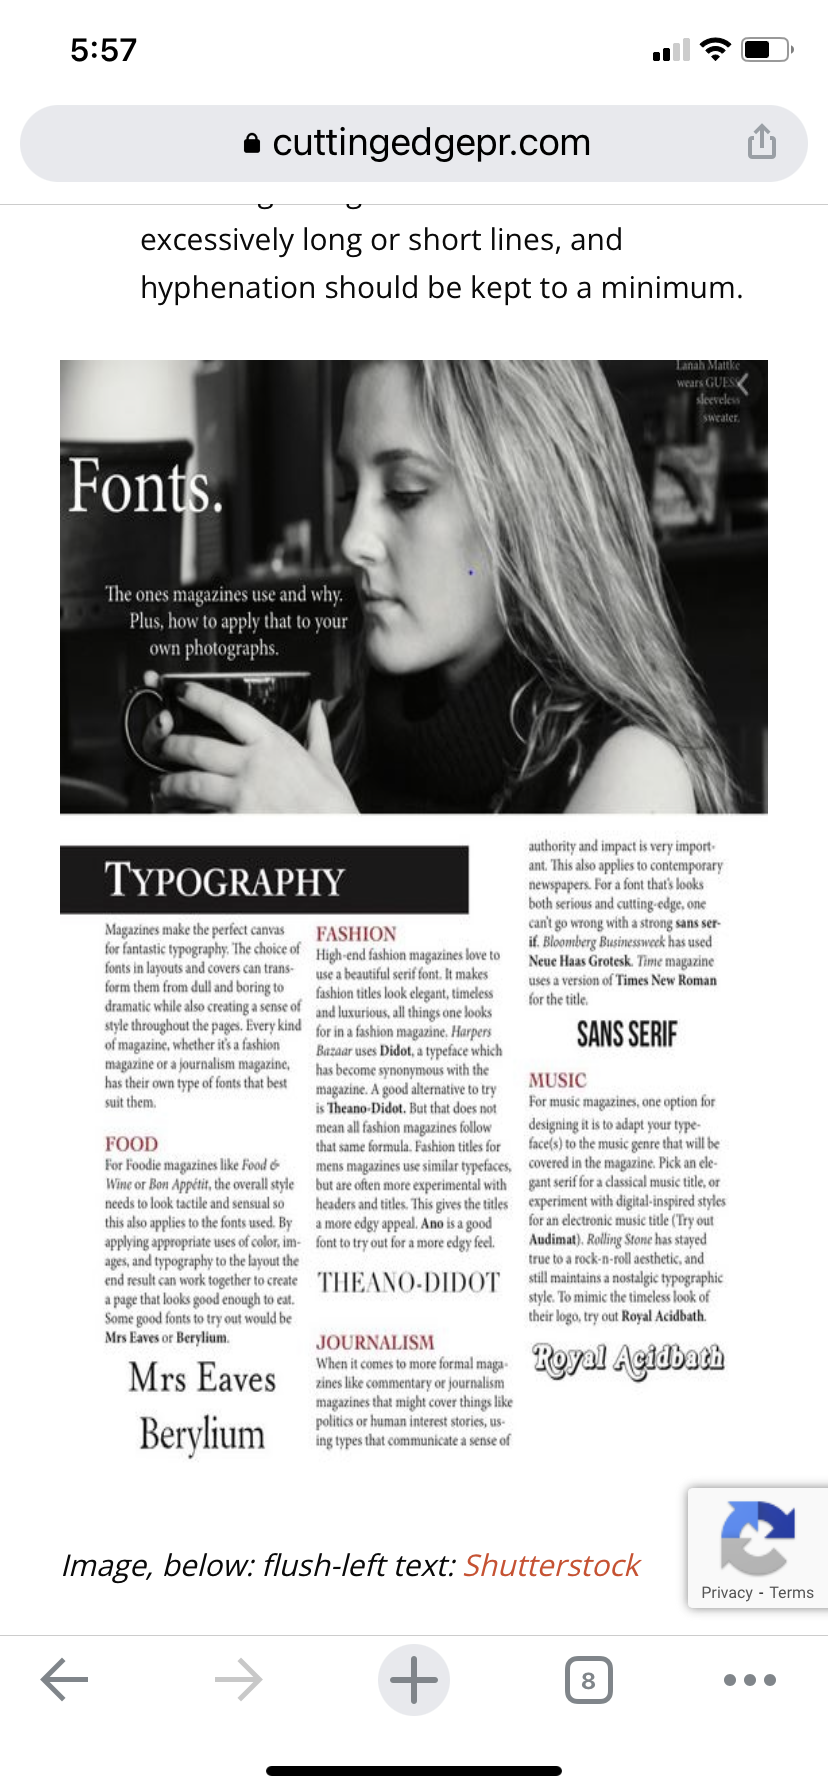 5:57
cuttingedgepr.com
excessively long or short lines, and
hyphenation should be kept to a minimum.
Lanah Mattke
wears GUESS
sleeveless
sweater.
Fonts.
The ones magazines use and why.
Plus, how to apply that to your
own photographs.
TYPOGRAPHY
Magazines make the perfect canvas
for fantastic typography. The choice of
fonts in layouts and covers can trans-
form them from dull and boring to
dramatic while also creating a sense of
style throughout the pages. Every kind
of magazine, whether it's a fashion
magazine or a journalism magazine,
has their own type of fonts that best
suit them.
FOOD
For Foodie magazines like Food &
Wine or Bon Appétit, the overall style
needs to look tactile and sensual so
this also applies to the fonts used. By
applying appropriate uses of color, im-
ages, and typography to the layout the
end result can work together to create
a page that looks good enough to eat.
Some good fonts to try out would be
Mrs Eaves or Berylium.
Mrs Eaves
Berylium
FASHION
High-end fashion magazines love to
use a beautiful serif font. It makes
fashion titles look elegant, timeless
and luxurious, all things one looks
for in a fashion magazine. Harpers
Bazaar uses Didot, a typeface which
has become synonymous with the
magazine. A good alternative to try
is Theano-Didot. But that does not
mean all fashion magazines follow
that same formula. Fashion titles for
mens magazines use similar typefaces,
but are often more experimental with
headers and titles. This gives the titles
a more edgy appeal. Ano is a good
font to try out for a more edgy feel.
THEANO-DIDOT
JOURNALISM
When it comes to more formal maga-
zines like commentary or journalism
magazines that might cover things like
politics or human interest stories, us-
ing types that communicate a sense of
authority and impact is very import-
ant. This also applies to contemporary
newspapers. For a font that's looks
both serious and cutting-edge, one
can't go wrong with a strong sans ser-
if. Bloomberg Businessweek has used
Neue Haas Grotesk. Time magazine
uses a version of Times New Roman
for the title.
SANS SERIF
MUSIC
For music magazines, one option for
designing it is to adapt your type-
face(s) to the music genre that will be
covered in the magazine. Pick an ele-
gant serif for a classical music title, or
experiment with digital-inspired styles
for an electronic music title (Try out
Audimat). Rolling Stone has stayed
true to a rock-n-roll aesthetic, and
still maintains a nostalgic typographic
style. To mimic the timeless look of
their logo, try out Royal Acidbath.
Royal Acidbath
Image, below: flush-left text: Shutterstock
Privacy - Terms
8